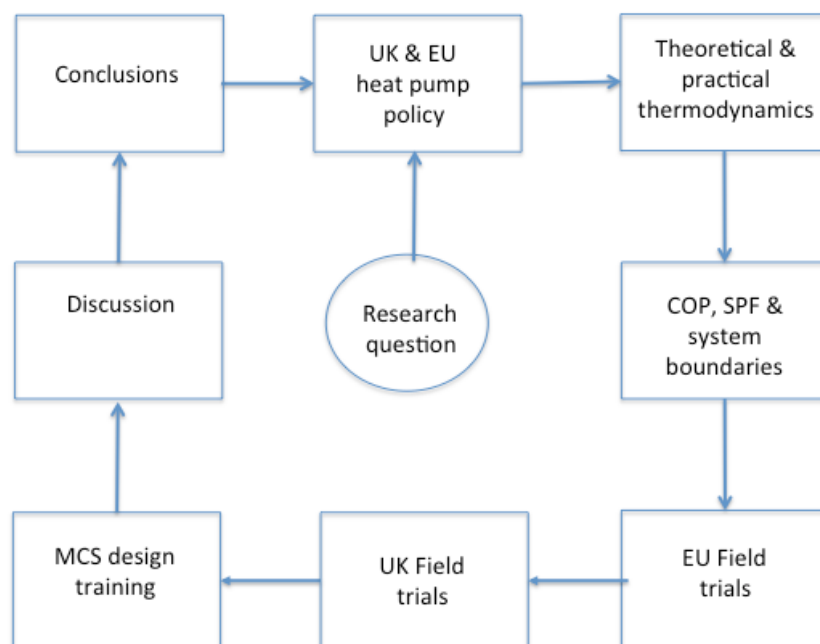 Conclusions
UK & EU
heat pump
policy
Theoretical &
practical
thermodynamics
Discussion
Research
question
COP, SPF &
system
boundaries
MCS design
training
UK Field
trials
EU Field
trials